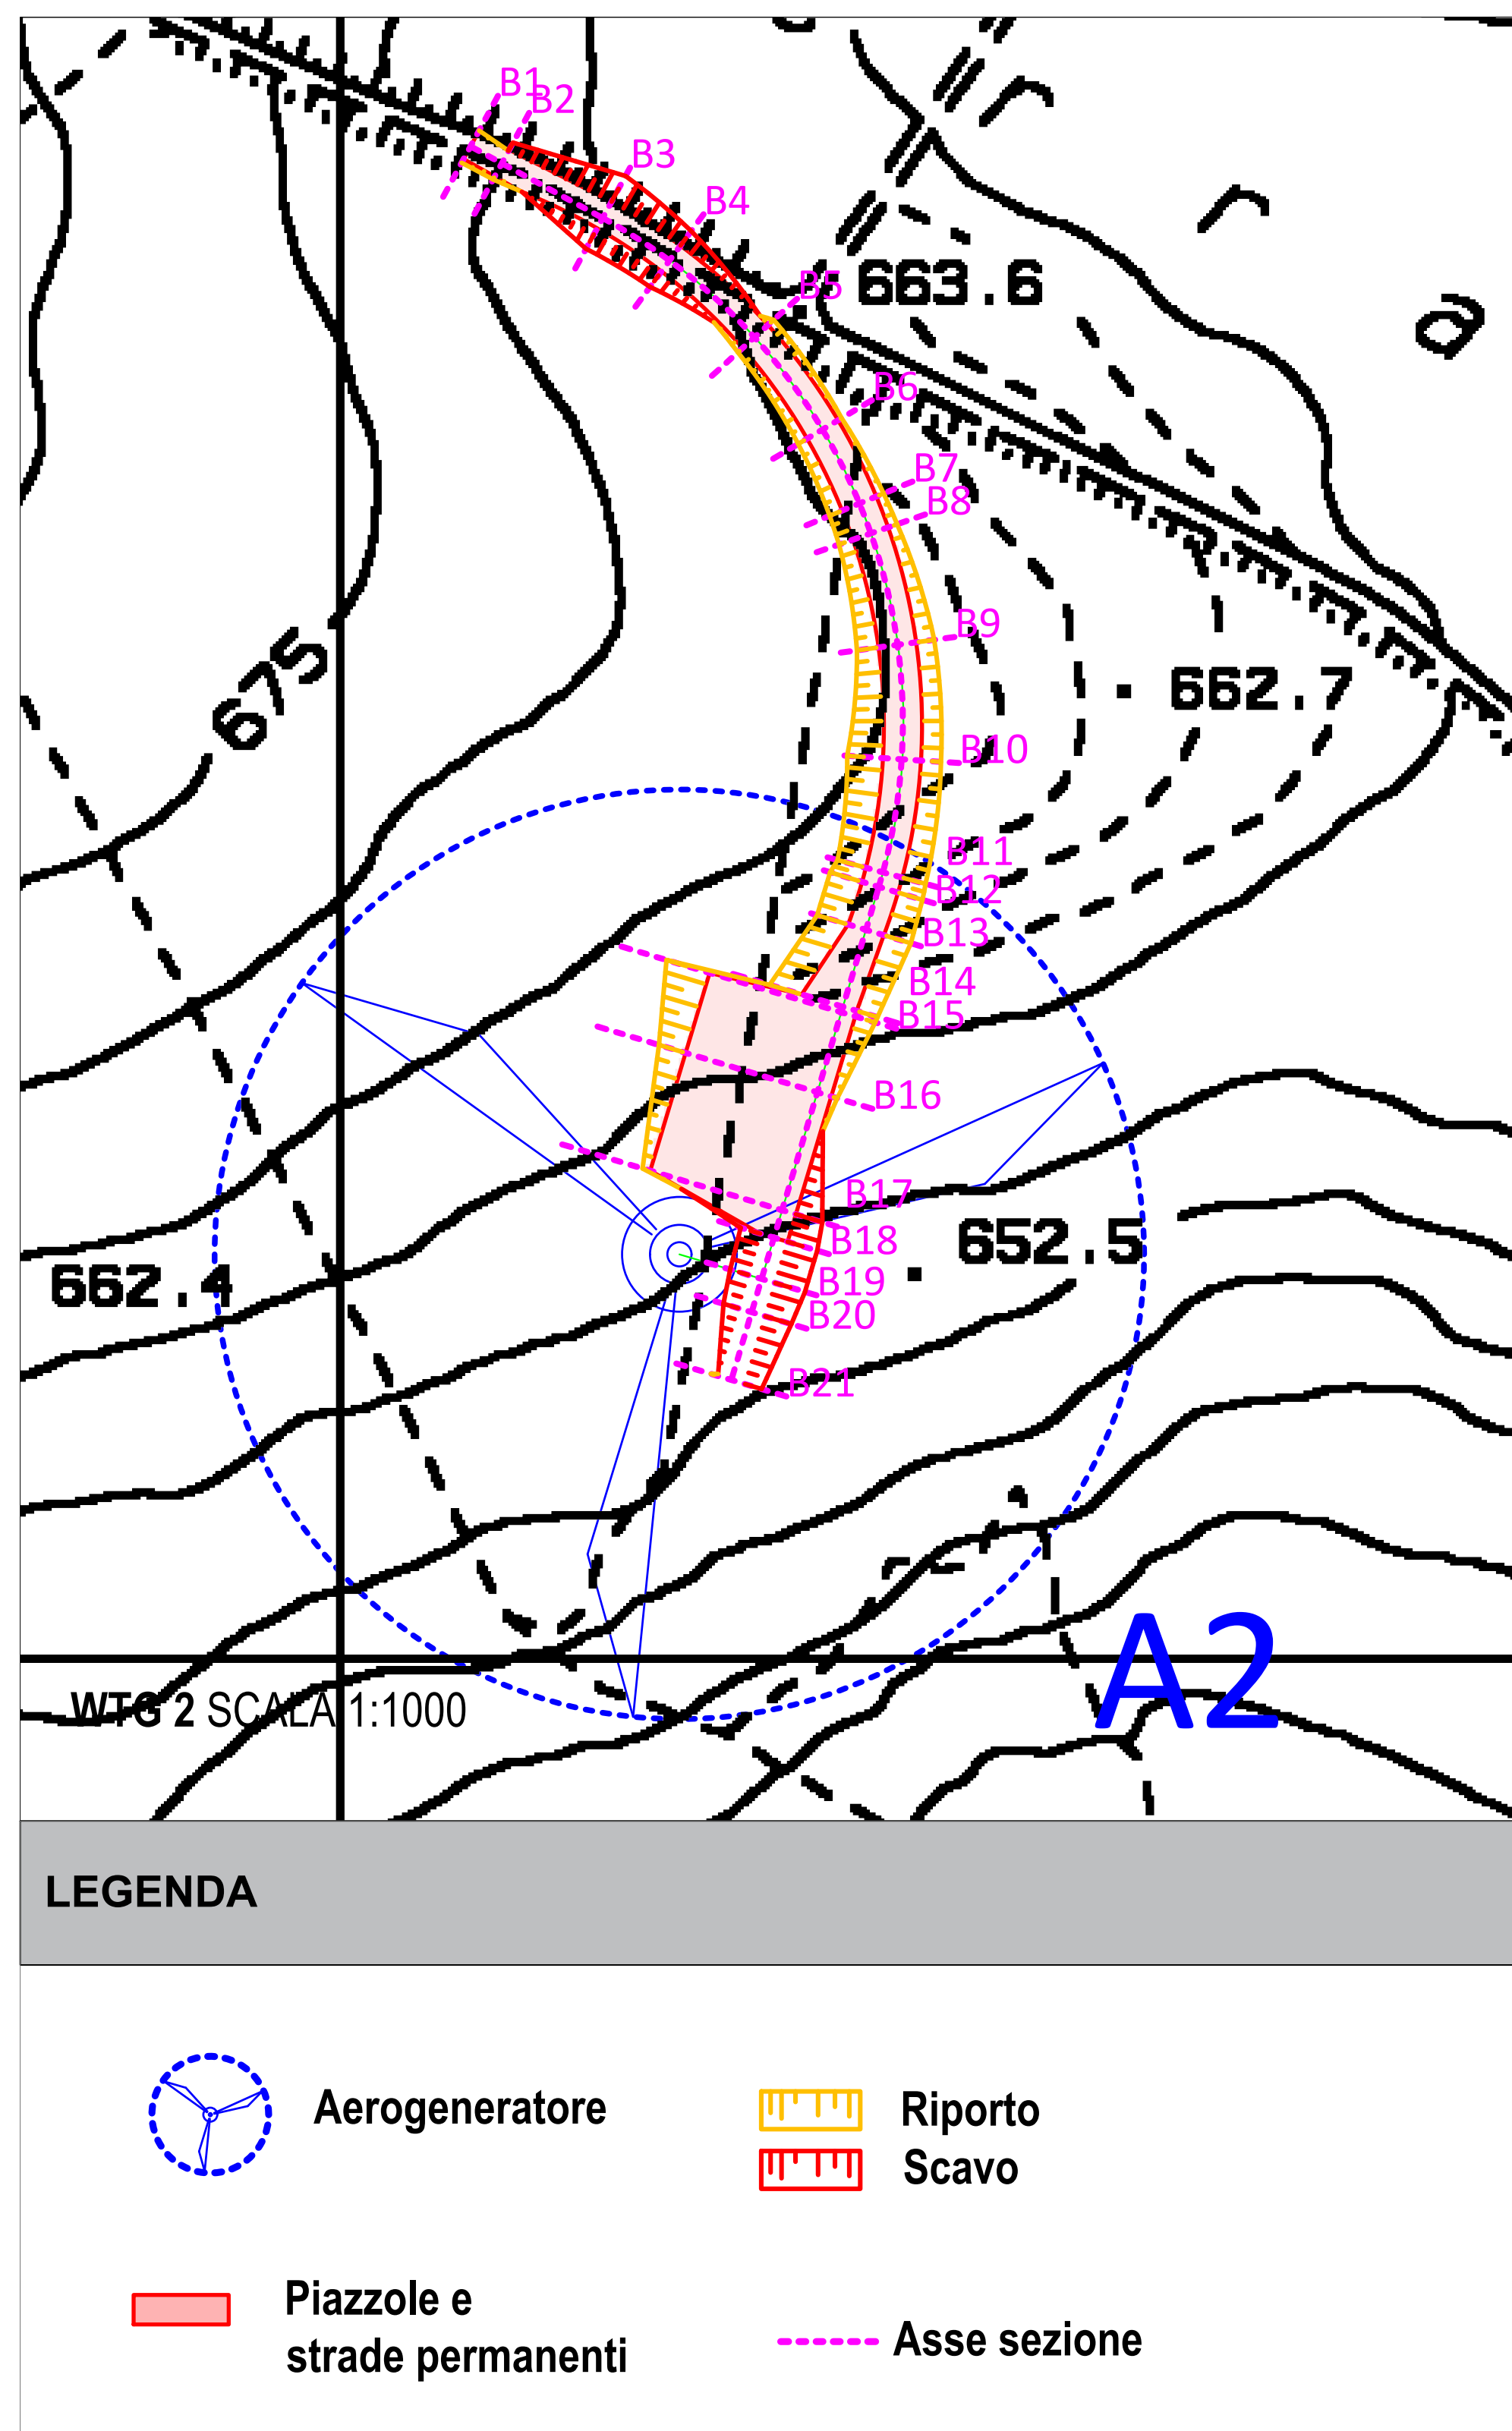 B1
B2
B3
B4
B5
663.6
r
r
a
B6
B7
B8
B9
662.7
675
B10
B11
B12
B13
B14
B15
B16
B17
B18
652.5
B19
662.4
B20
B21
A2
WTG 2 SCALA 1:1000
LEGENDA
Aerogeneratore
Riporto
Scavo
Piazzole e
strade permanenti
Asse sezione